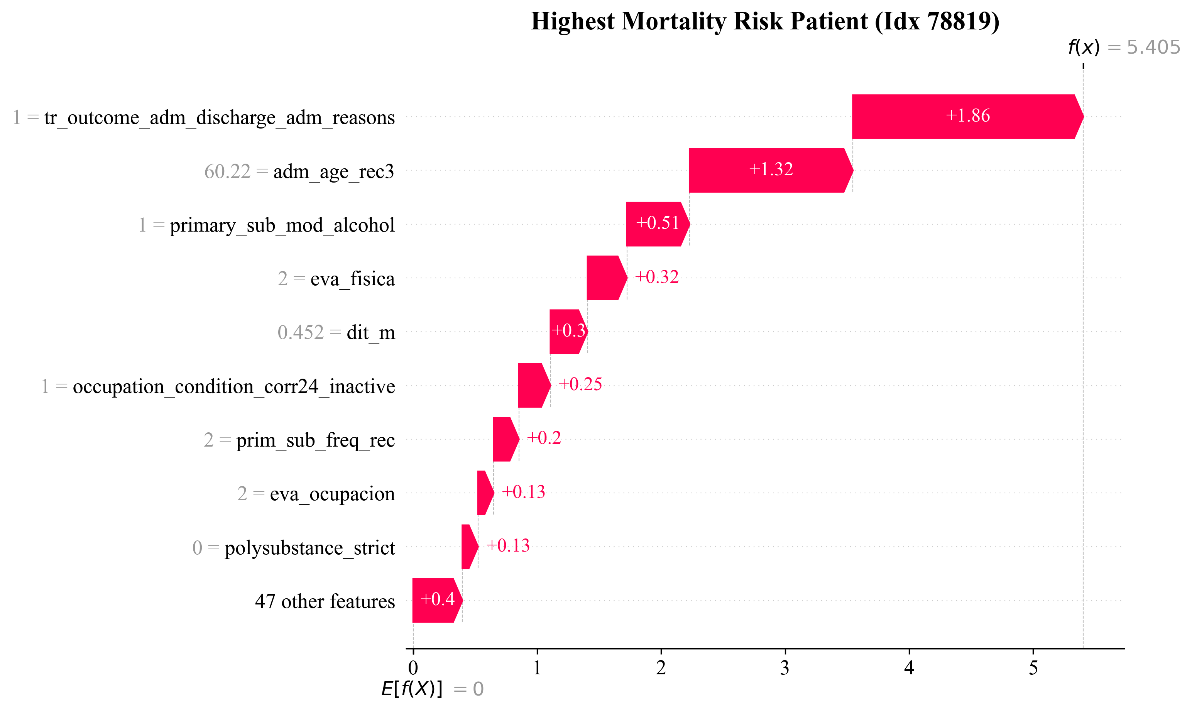 Highest Mortality Risk Patient (Idx 78819)
f(x) = 5.405
1 = tr_outcome_adm_discharge_adm_reasons
+1.86
60.22 = adm_age_rec3
+1.32
1 = primary_sub_mod_alcohol
+0.51
2 = eva_fisica
+0.32
0.452 = dit_m
+0.3
1 = occupation_condition_corr24_inactive
+0.25
2 = prim_sub_freq_rec
+0.2
2 = eva_ocupacion
+0.13
0 = polysubstance_strict
+0.13
47 other features
+0.4
0 1 2 3 4 5
E[f(X)] = 0